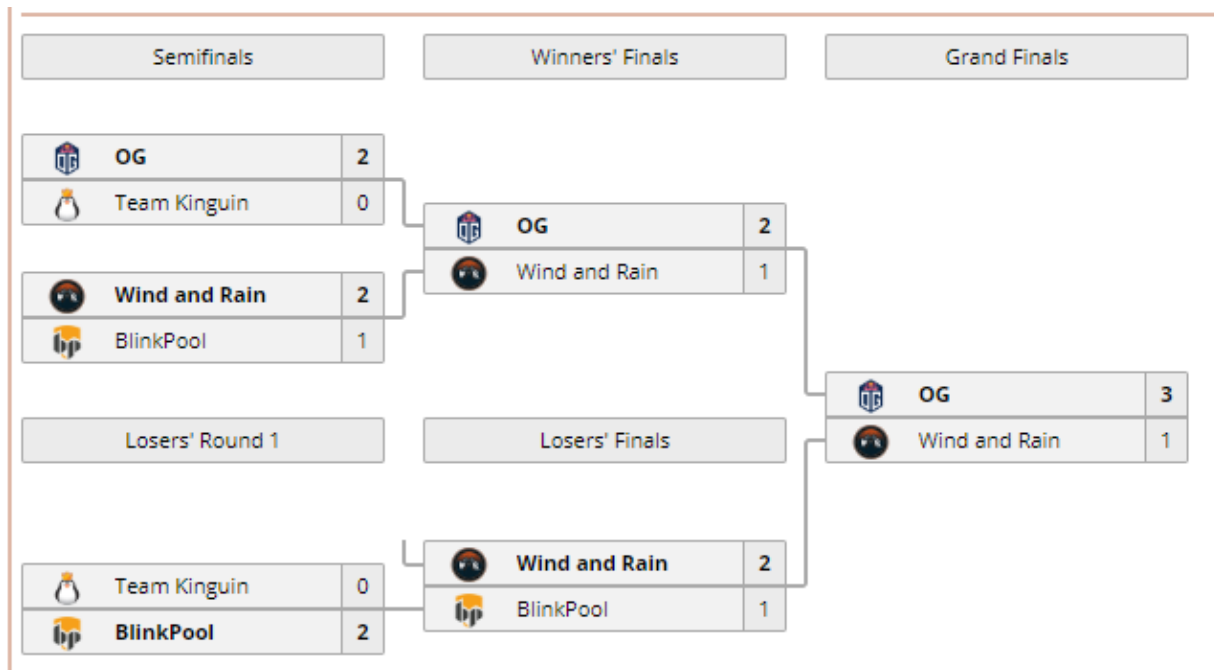 Semifinals
Winners' Finals
Grand Finals
OG 2
Team Kinguin 0
OG 2
Wind and Rain 1
Wind and Rain 2
BlinkPool 1
OG 3
Wind and Rain 1
Losers' Round 1
Losers' Finals
Wind and Rain 2
BlinkPool 1
Team Kinguin 0
BlinkPool 2